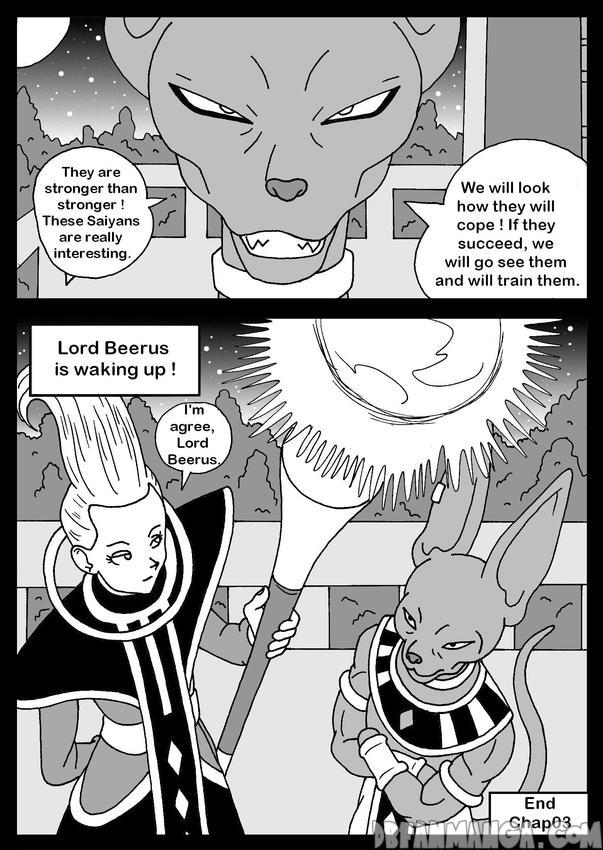 They are
stronger than
stronger !
These Saiyans
are really
interesting.
We will look
how they will
cope ! If they
succeed, we
will go see them
and will train them.
Lord Beerus
is waking up !
I'm
agree,
Lord
Beerus.
End
Chap03
DBFANMANGA.COM